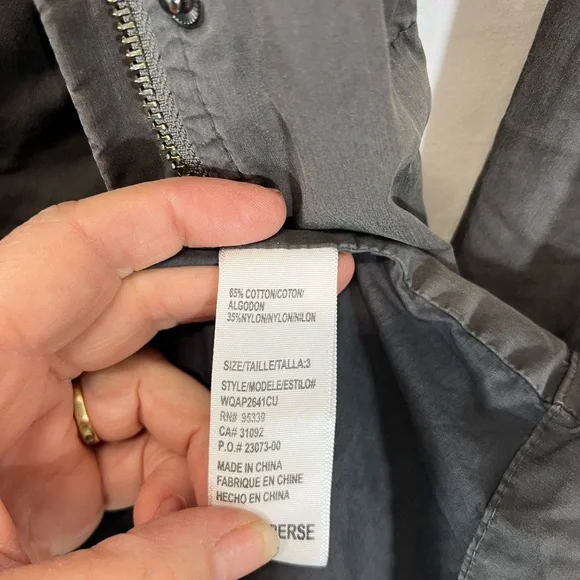 65% COTTON/COTON/
ALGODON
35%NYLON/NYLON/NILON
SIZE/TAILLE/TALLA:3
STYLE/MODELE/ESTILO#
WQAP2641CU
RN# 95339
CA# 31092
P.O.# 23073-00
MADE IN CHINA
FABRIQUE EN CHINE
HECHO EN CHINA